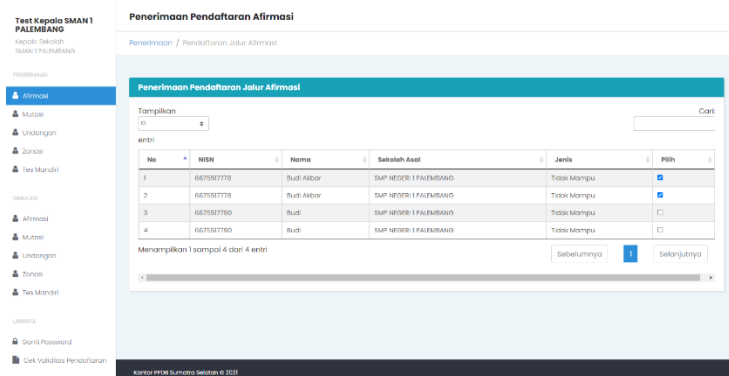 Test Kepala SMAN 1
PALEMBANG
Kepala Sekolah
SMAN 1 PALEMBANG
PENERIMAAN
Afirmasi
Mutasi
Undangan
Zonasi
Tes Mandiri
SIMULASI
Afirmasi
Mutasi
Undangan
Zonasi
Tes Mandiri
LAINNYA
Ganti Password
Cek Validitas Pendaftaran
Penerimaan Pendaftaran Afirmasi
Penerimaan / Pendaftaran Jalur Afirmasi
Penerimaan Pendaftaran Jalur Afirmasi
Tampilkan
10
entri
Cari:
No NISN Nama Sekolah Asal Jenis Pilih
1 6675517778 Budi Akbar SMP NEGERI 1 PALEMBANG Tidak Mampu
2 6675517778 Budi Akbar SMP NEGERI 1 PALEMBANG Tidak Mampu
3 6675517790 Budi SMP NEGERI 1 PALEMBANG Tidak Mampu
4 6675517790 Budi SMP NEGERI 1 PALEMBANG Tidak Mampu
Menampilkan 1 sampai 4 dari 4 entri
Sebelumnya 1 Selanjutnya
Kantor PPDB Sumatra Selatan © 2021